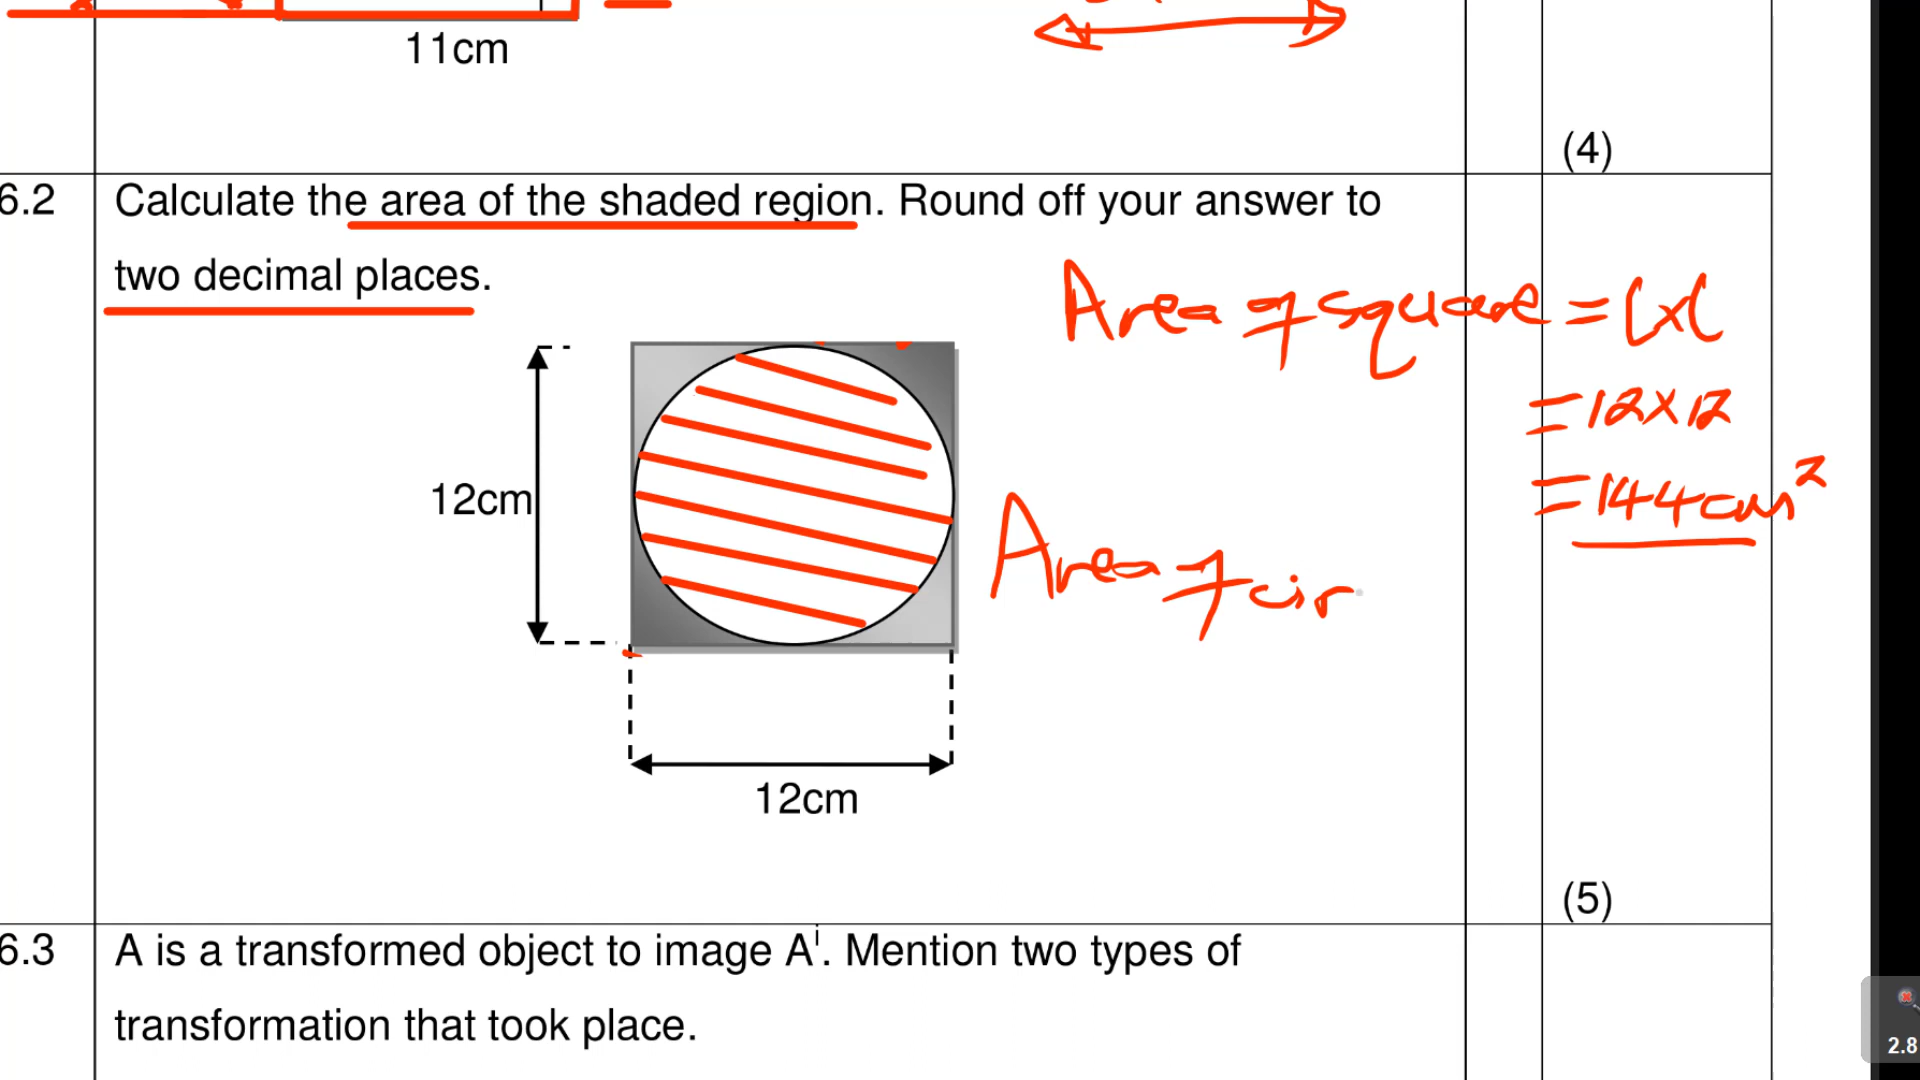 11cm
(4)
6.2 Calculate the area of the shaded region. Round off your answer to
two decimal places.
Area of square = l×l
= 12×12
= 144cm²
12cm
Area of cir
12cm
(5)
6.3 A is a transformed object to image Aⁱ. Mention two types of
transformation that took place.
2.8